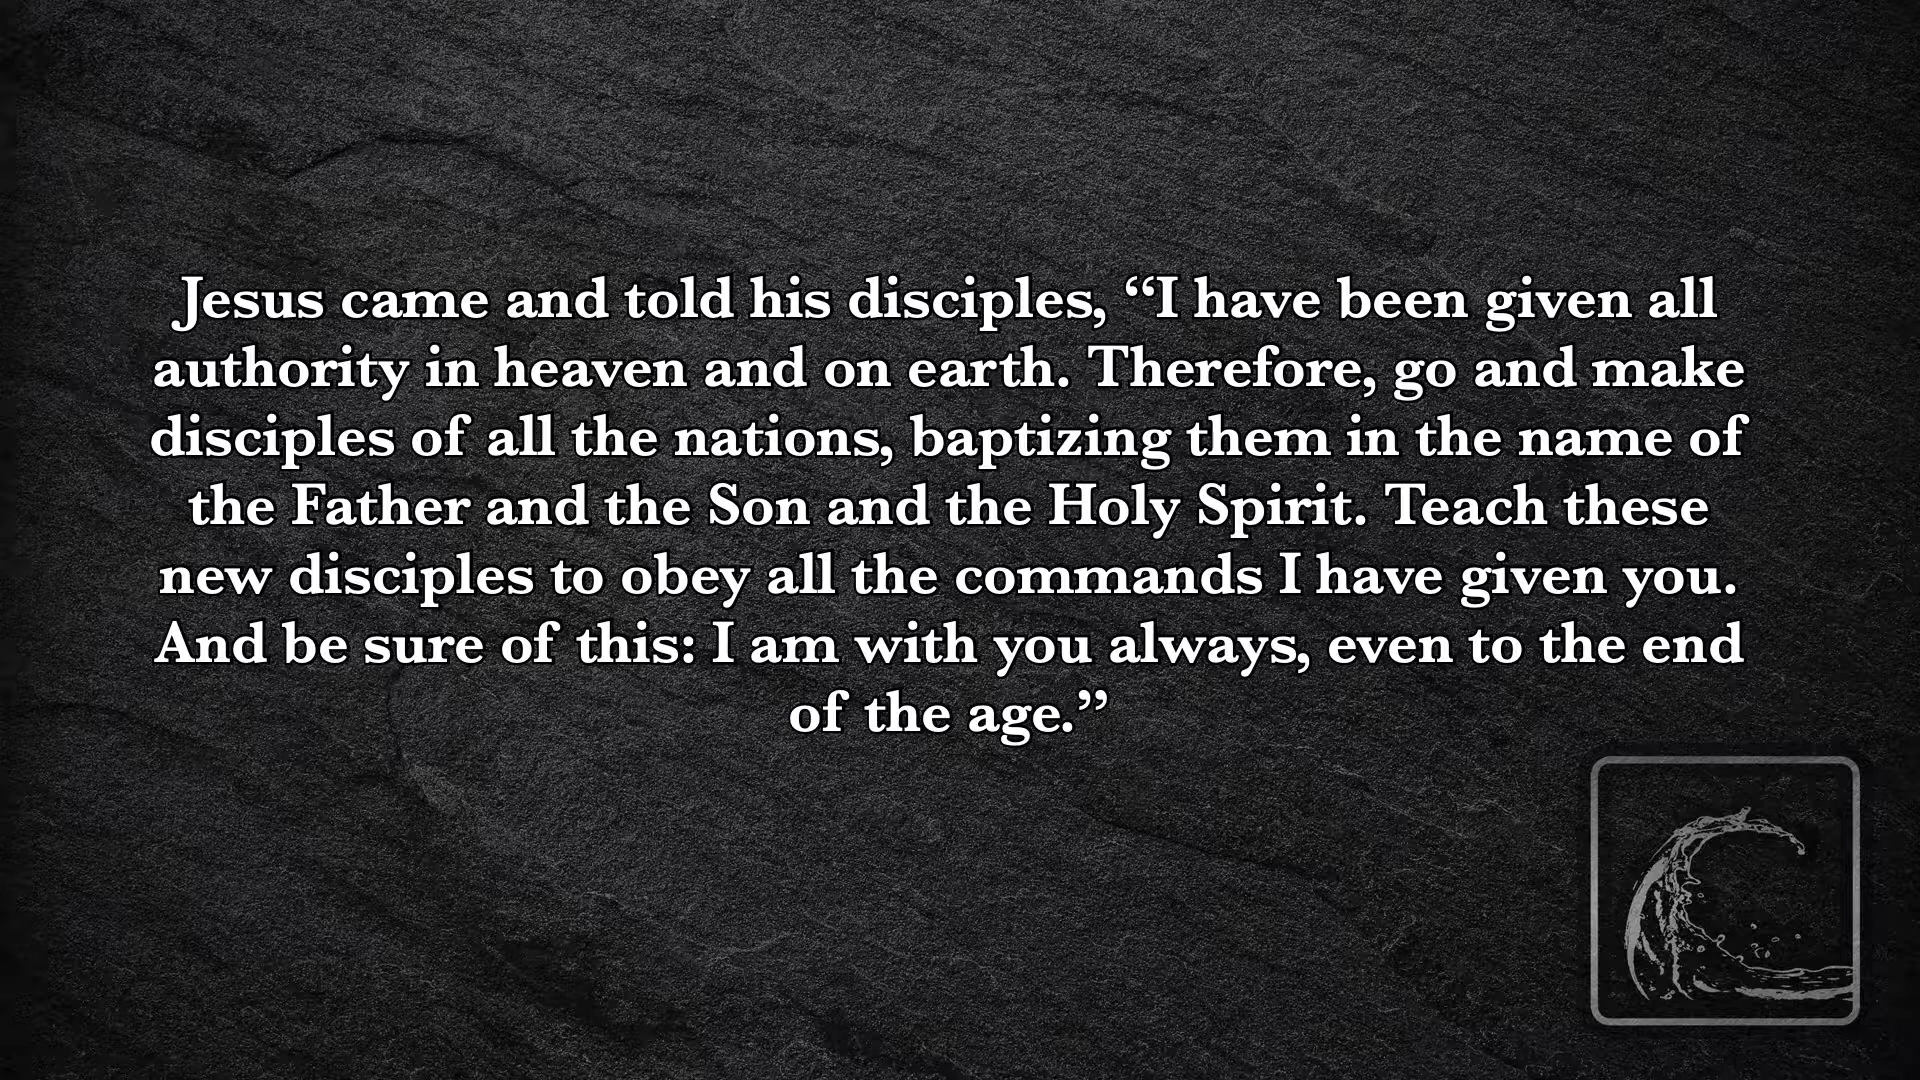 Jesus came and told his disciples, “I have been given all
authority in heaven and on earth. Therefore, go and make
disciples of all the nations, baptizing them in the name of
the Father and the Son and the Holy Spirit. Teach these
new disciples to obey all the commands I have given you.
And be sure of this: I am with you always, even to the end
of the age.”